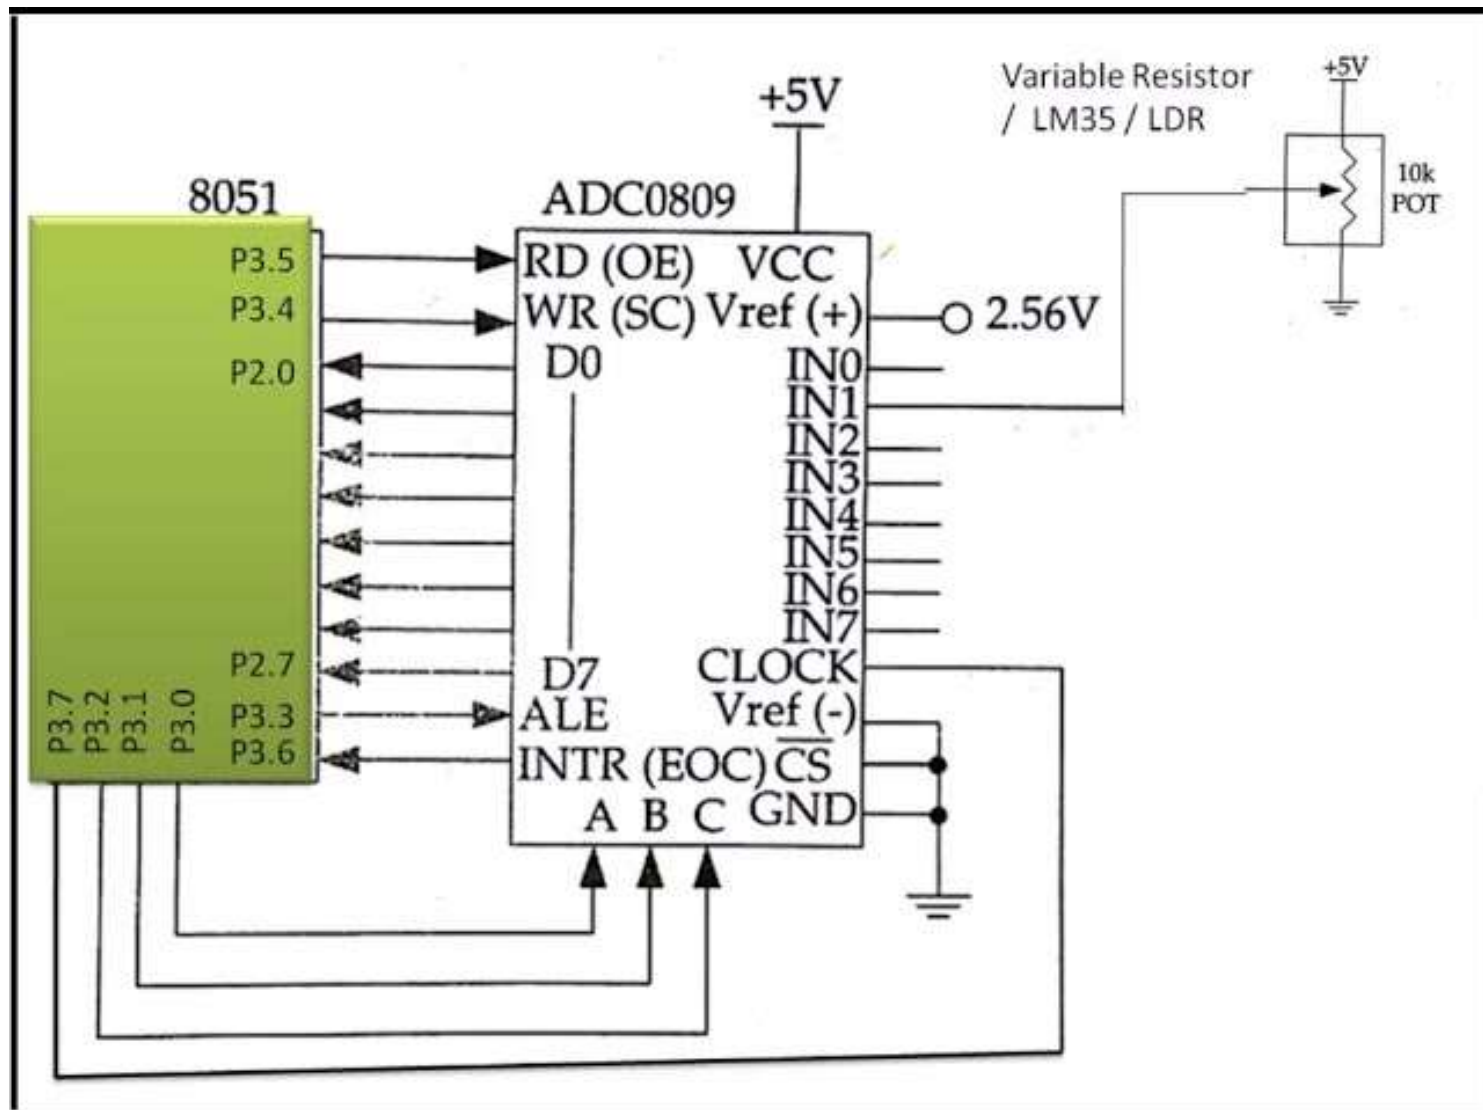 +5V
Variable Resistor
/ LM35 / LDR
+5V
10k
POT
8051
ADC0809
P3.5
RD (OE)
VCC
P3.4
WR (SC)
Vref (+)
2.56V
P2.0
D0
IN0
IN1
IN2
IN3
IN4
IN5
IN6
IN7
P2.7
D7
CLOCK
P3.3
ALE
Vref (-)
P3.6
INTR (EOC)
CS
A B C
GND
P3.7
P3.2
P3.1
P3.0